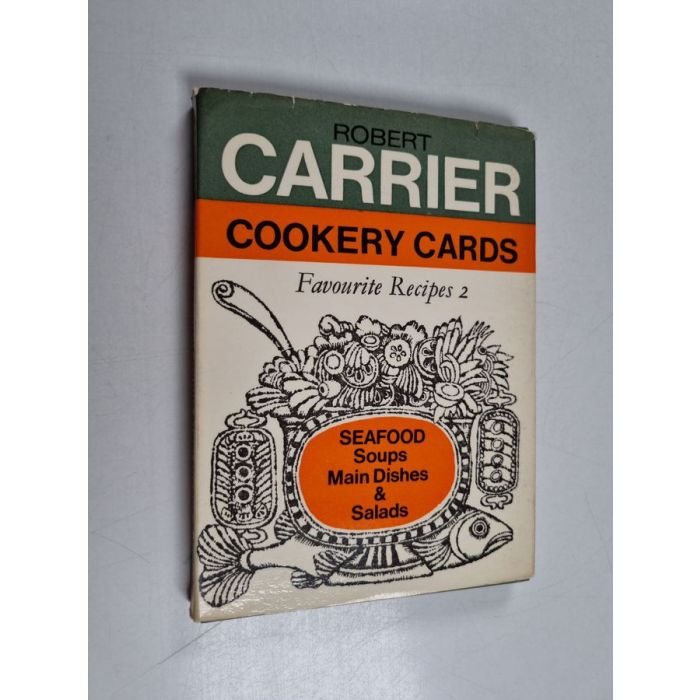 ROBERT
CARRIER
COOKERY CARDS
Favourite Recipes 2
SEAFOOD
Soups
Main Dishes
&
Salads